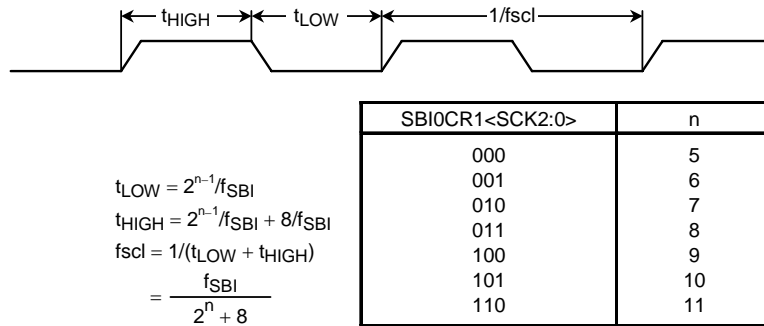 tHIGH tLOW 1/fscl
SBI0CR1<SCK2:0> n
000 5
001 6
010 7
011 8
100 9
101 10
110 11
tLOW = 2^(n−1)/fSBI
tHIGH = 2^(n−1)/fSBI + 8/fSBI
fscl = 1/(tLOW + tHIGH)
= fSBI
2^n + 8